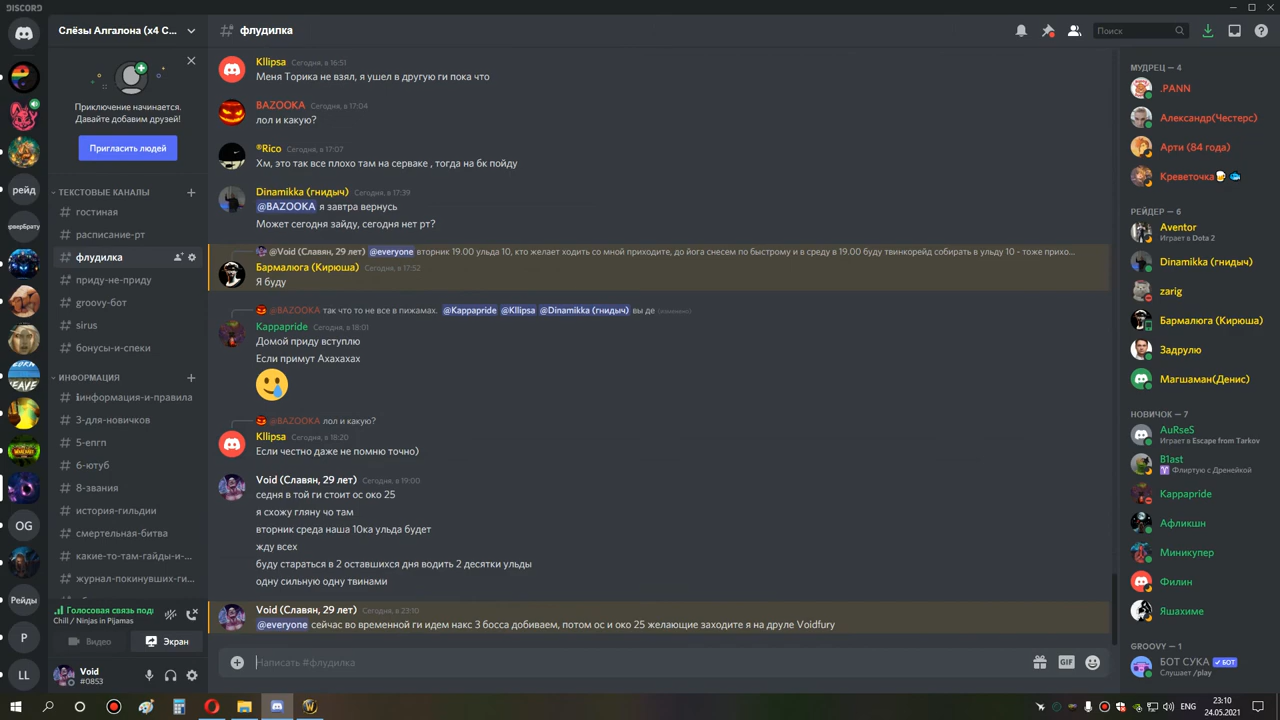 DISCORD
Слёзы Алгалона (x4 С...
Приключение начинается.
Давайте добавим друзей!
Пригласить людей
ТЕКСТОВЫЕ КАНАЛЫ
гостиная
расписание-рт
флудилка
приду-не-приду
groovy-бот
sirus
бонусы-и-спеки
ИНФОРМАЦИЯ
информация-и-правила
3-для-новичков
5-епгп
6-ютуб
8-звания
история-гильдии
смертельная-битва
какие-то-там-гайды-и-...
журнал-покинувших-ги...
рейд
OG
Рейды
P
LL
Голосовая связь под
Chill / Ninjas in Pijamas
Видео
Экран
Void
#0853
флудилка
Поиск
Kllipsa Сегодня, в 16:51
Меня Торика не взял, я ушел в другую ги пока что
BAZOOKA Сегодня, в 17:04
лол и какую?
®Rico Сегодня, в 17:07
Хм, это так все плохо там на серваке , тогда на бк пойду
Dinamikka (гнидыч) Сегодня, в 17:39
@BAZOOKA я завтра вернусь
Может сегодня зайду, сегодня нет рт?
@Void (Славян, 29 лет) @everyone вторник 19.00 ульда 10, кто желает ходить со мной приходите, до йога снесем по быстрому и в среду в 19.00 буду твинкорейд собирать в ульду 10 - тоже прихо...
Бармалюга (Кирюша) Сегодня, в 17:52
Я буду
@BAZOOKA так что то не все в пижамах. @Kappapride @Kllipsa @Dinamikka (гнидыч) вы де (изменено)
Kappapride Сегодня, в 18:01
Домой приду вступлю
Если примут Ахахахах
@BAZOOKA лол и какую?
Kllipsa Сегодня, в 18:20
Если честно даже не помню точно)
Void (Славян, 29 лет) Сегодня, в 19:00
седня в той ги стоит ос око 25
я схожу гляну чо там
вторник среда наша 10ка ульда будет
жду всех
буду стараться в 2 оставшихся дня водить 2 десятки ульды
одну сильную одну твинами
Void (Славян, 29 лет) Сегодня, в 23:10
@everyone сейчас во временной ги идем накс 3 босса добиваем, потом ос и око 25 желающие заходите я на друле Voidfury
Написать #флудилка
GIF
МУДРЕЦ — 4
.PANN
Александр(Честерс)
Арти (84 года)
Креветочка
РЕЙДЕР — 6
Aventor
Играет в Dota 2
Dinamikka (гнидыч)
zarig
Бармалюга (Кирюша)
Задрулю
Магшаман(Денис)
НОВИЧОК — 7
AuRseS
Играет в Escape from Tarkov
B1ast
Флиртую с Дренейкой
Kappapride
Афликшн
Миникупер
Филин
Яшахиме
GROOVY — 1
БОТ СУКА БОТ
Слушает /play
ENG
23:10
24.05.2021